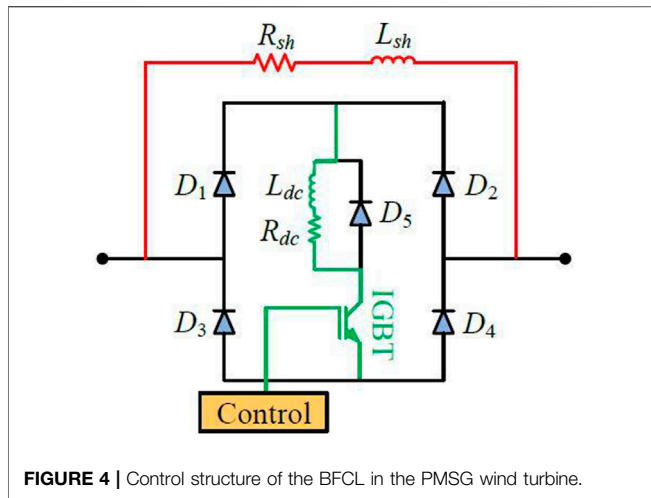 R_sh L_sh
D_1 L_dc D_2
R_dc D_5
D_3 IGBT D_4
Control
FIGURE 4 | Control structure of the BFCL in the PMSG wind turbine.